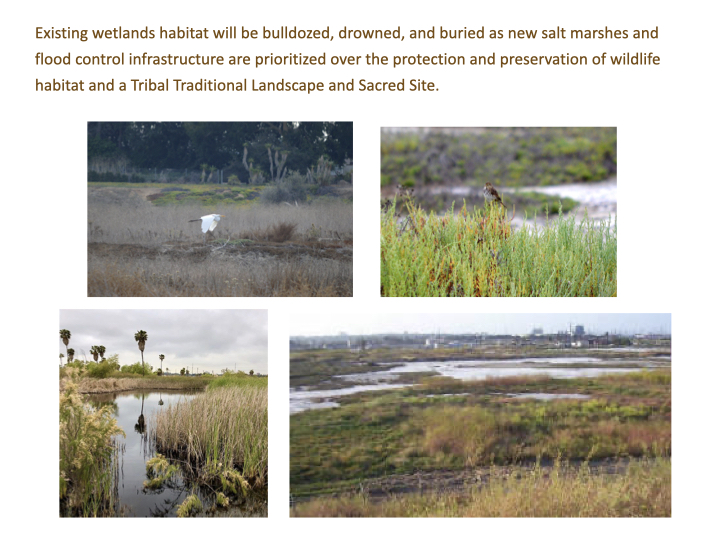 Existing wetlands habitat will be bulldozed, drowned, and buried as new salt marshes and
flood control infrastructure are prioritized over the protection and preservation of wildlife
habitat and a Tribal Traditional Landscape and Sacred Site.